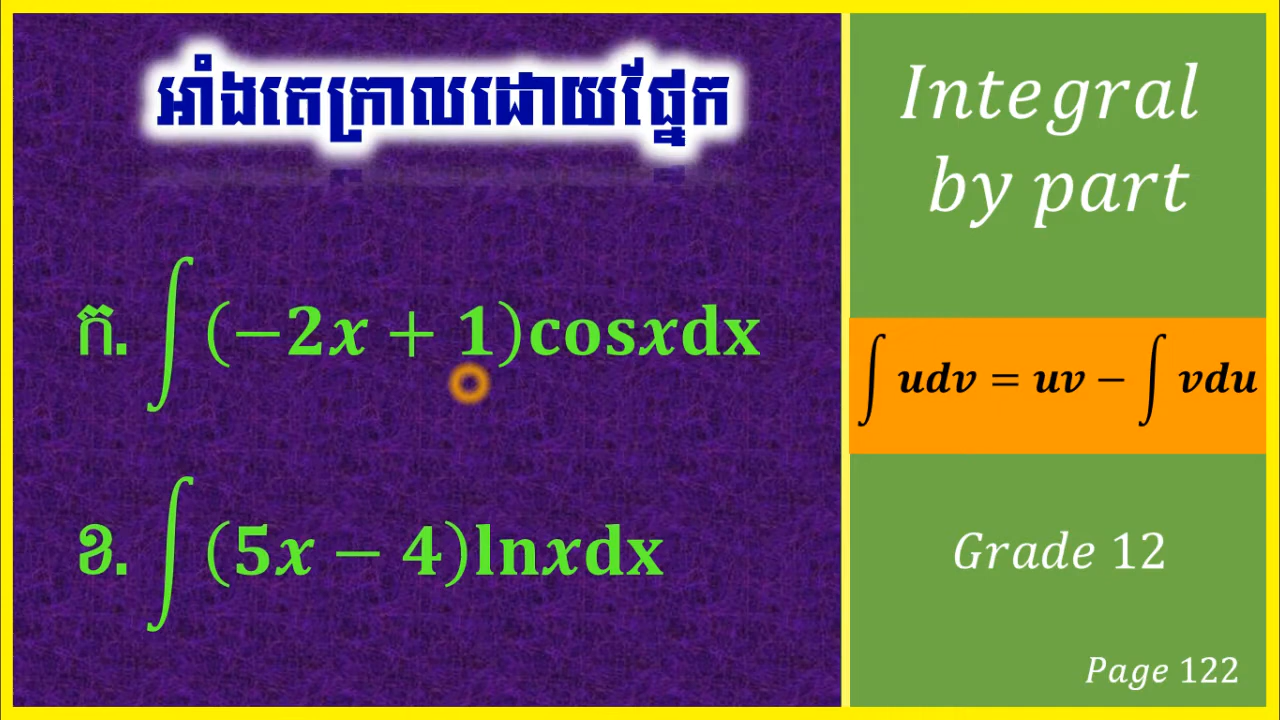 អាំងតេក្រាលដោយផ្នែក
ក. ∫(−2x + 1)cosxdx
ខ. ∫(5x − 4)lnxdx
Integral
by part
∫udv = uv − ∫vdu
Grade 12
Page 122